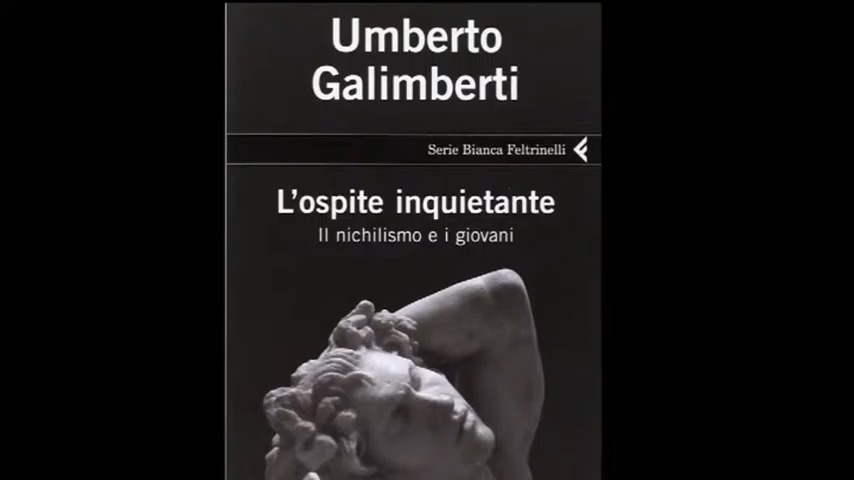 Umberto
Galimberti
Serie Bianca Feltrinelli
L'ospite inquietante
Il nichilismo e i giovani